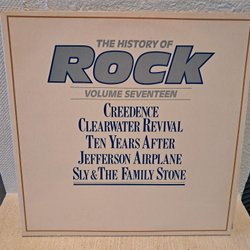 THE HISTORY OF
Rock
VOLUME SEVENTEEN
CREEDENCE
CLEARWATER REVIVAL
TEN YEARS AFTER
JEFFERSON AIRPLANE
SLY & THE FAMILY STONE